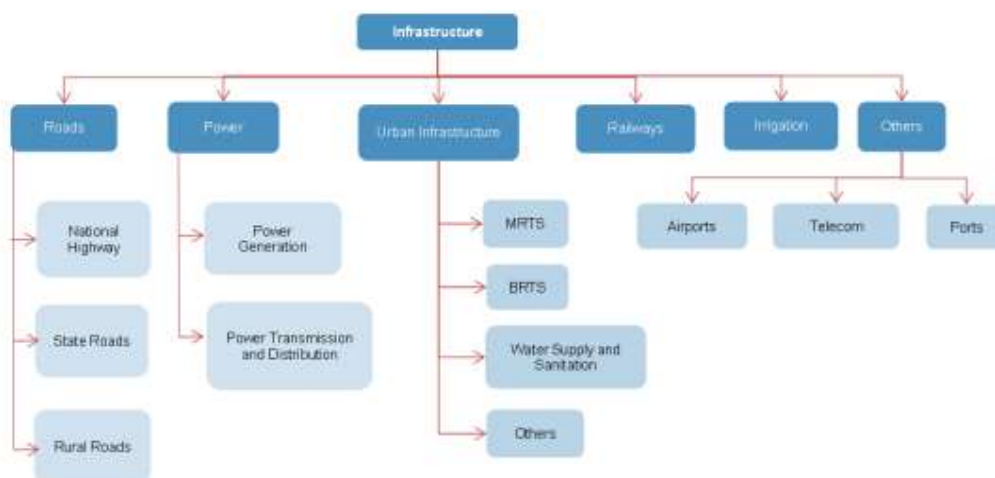 Infrastructure
Roads
Power
Urban Infrastructure
Railways
Irrigation
Others
National
Highway
State Roads
Rural Roads
Power
Generation
Power Transmission
and Distribution
MRTS
BRTS
Water Supply and
Sanitation
Others
Airports
Telecom
Ports